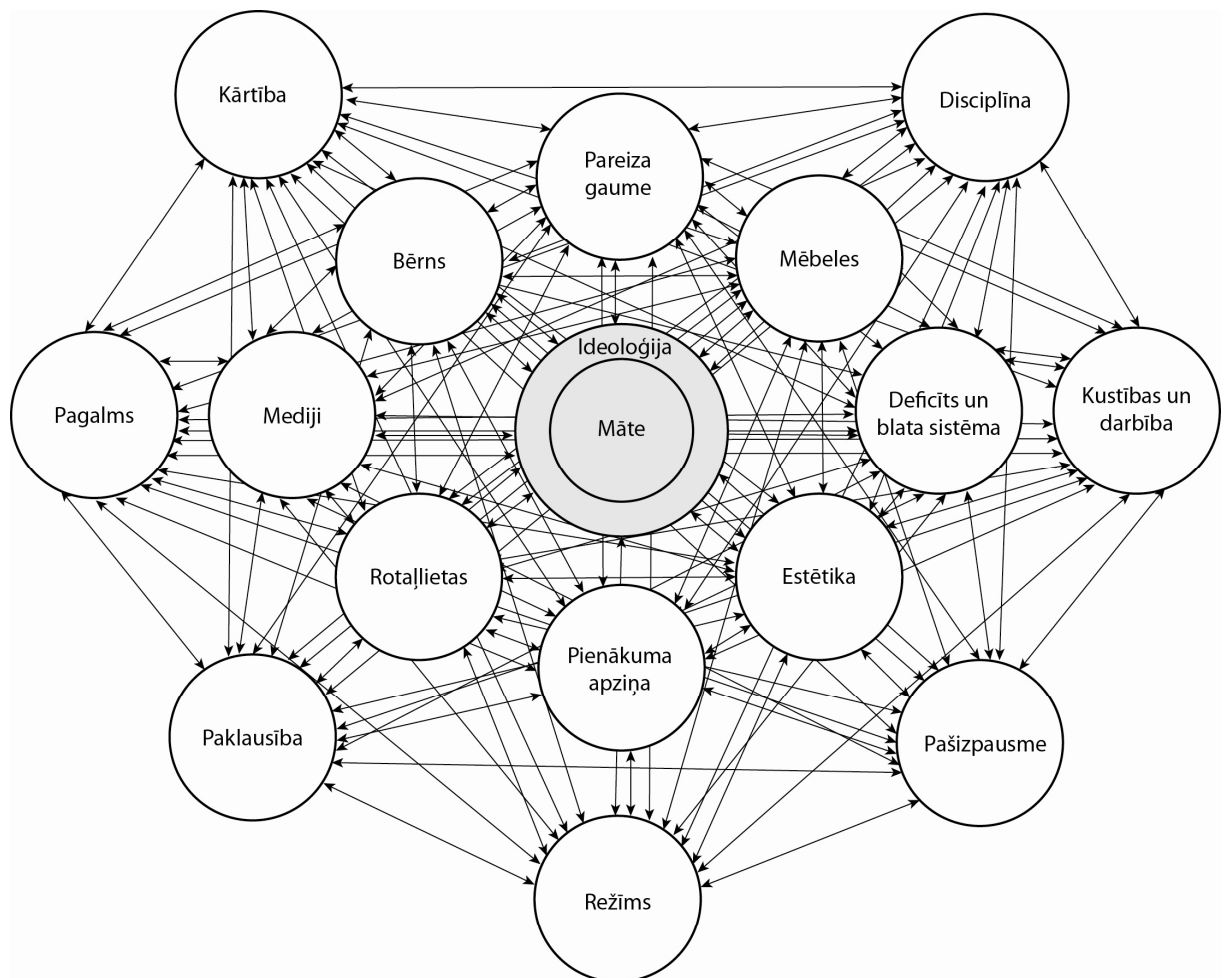 Kārtība
Disciplīna
Pareiza
gaume
Bērns
Mēbeles
Ideoloģija
Māte
Pagalms
Mediji
Deficīts un
blata sistēma
Kustības un
darbība
Rotaļlietas
Estētika
Pienākuma
apziņa
Paklausība
Pašizpausme
Režīms